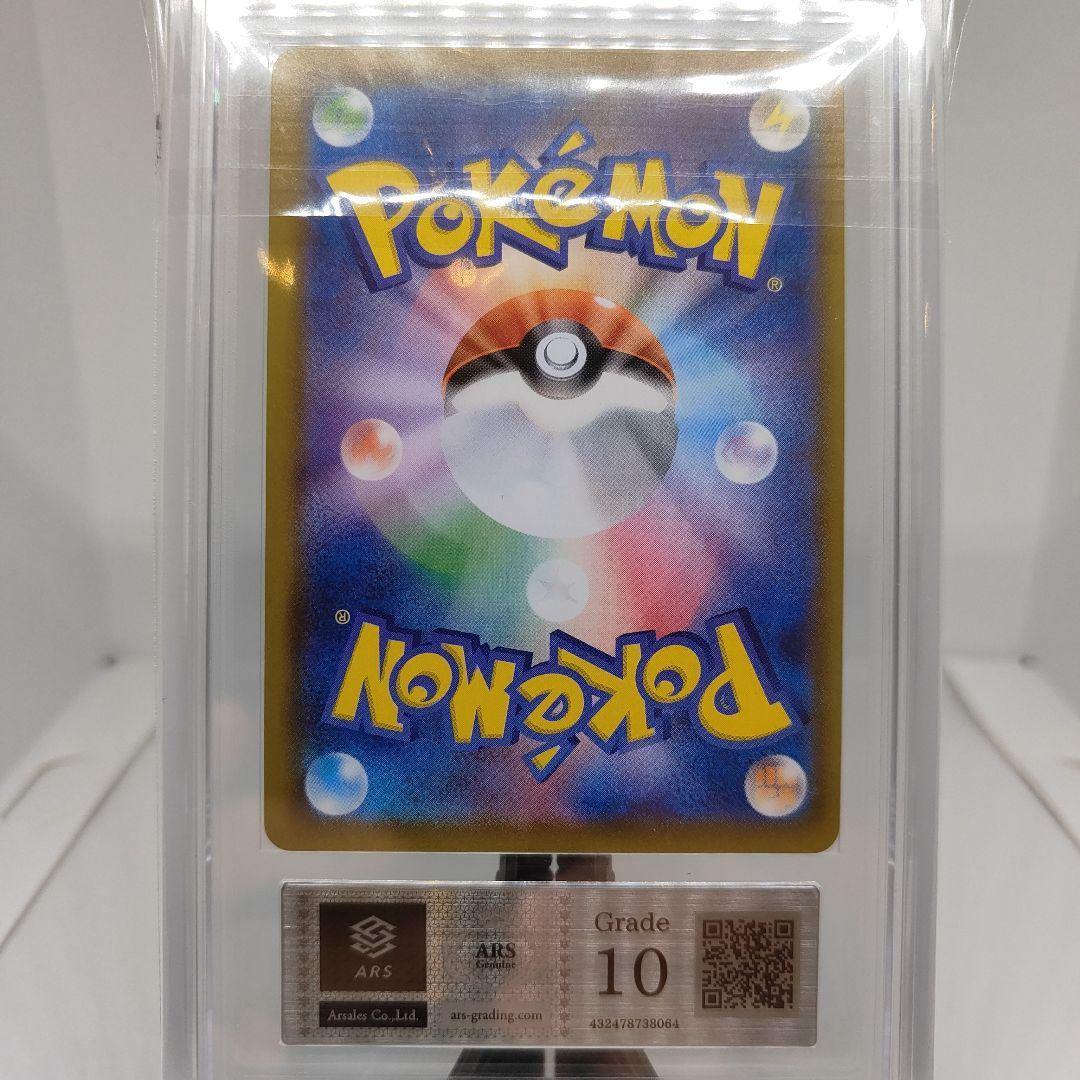 POKéMON
®
®
POKéMON
ARS
Arsales Co.,Ltd.
ARS
Genuine
ars-grading.com
Grade
10
432478738064